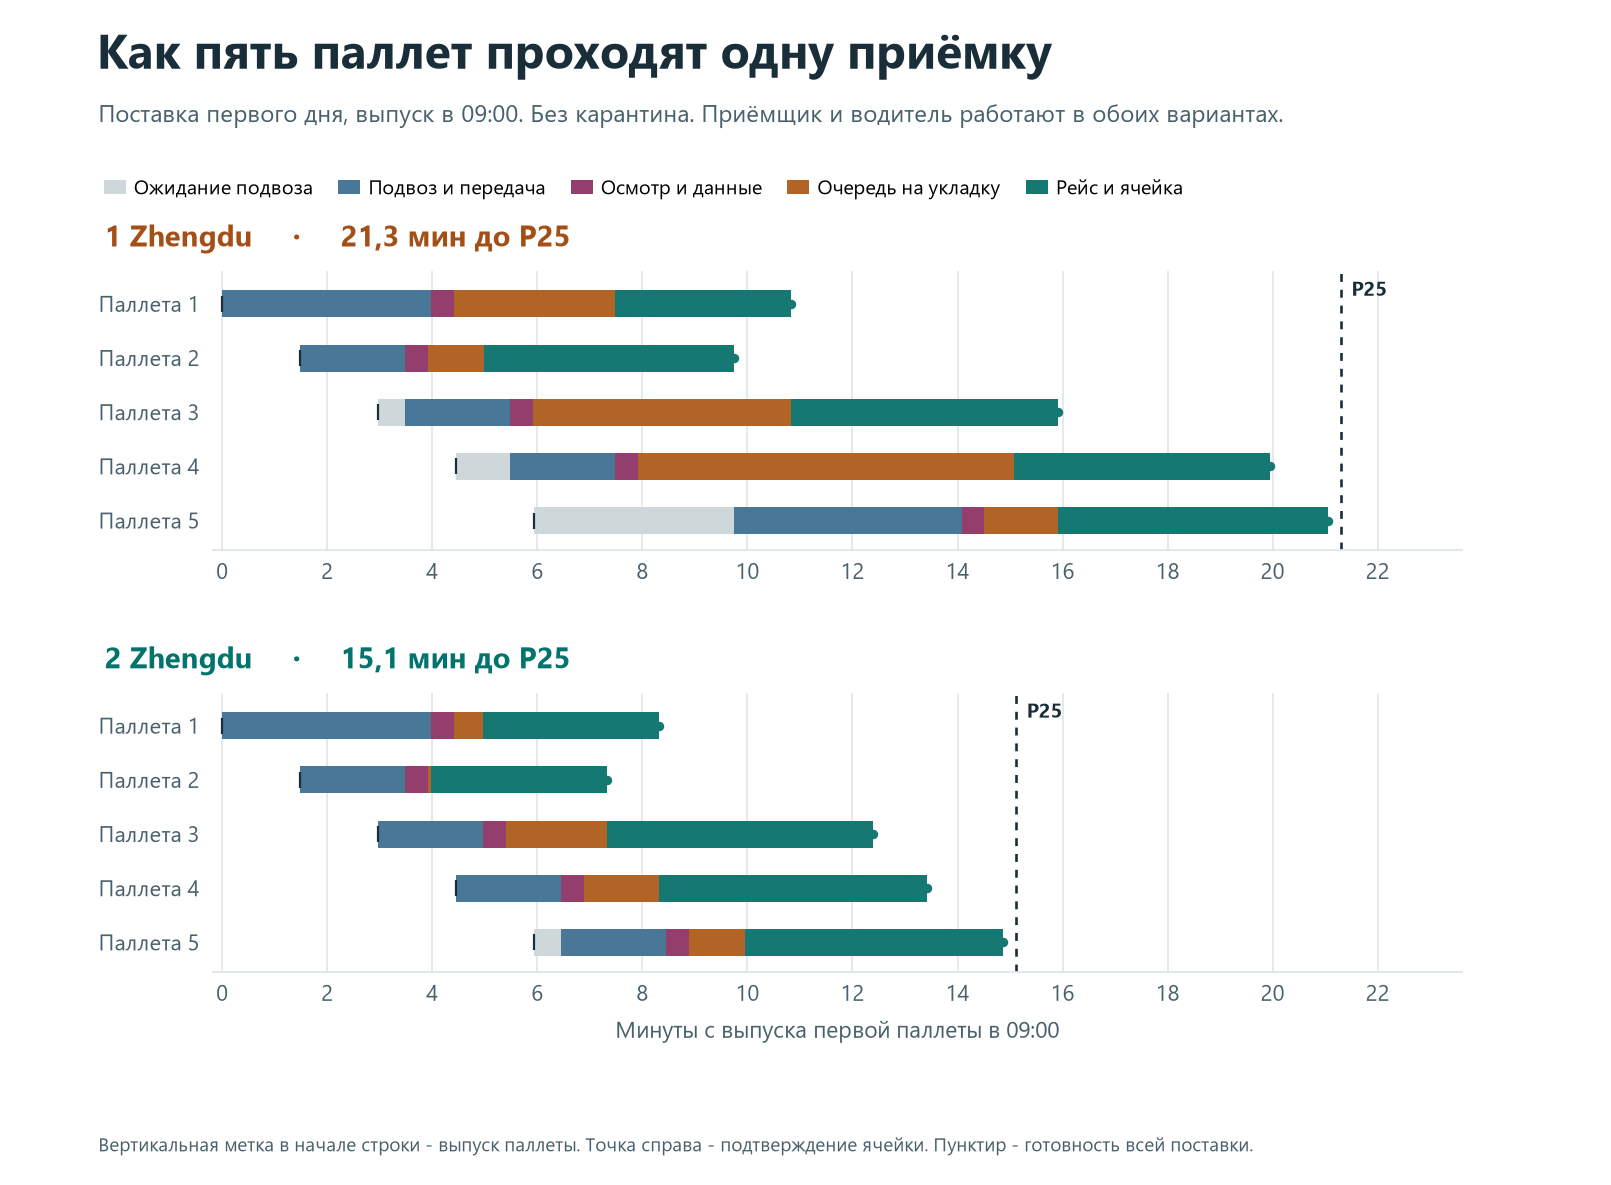 Как пять паллет проходят одну приёмку
Поставка первого дня, выпуск в 09:00. Без карантина. Приёмщик и водитель работают в обоих вариантах.
Ожидание подвоза Подвоз и передача Осмотр и данные Очередь на укладку Рейс и ячейка
1 Zhengdu · 21,3 мин до P25
P25
Паллета 1
Паллета 2
Паллета 3
Паллета 4
Паллета 5
0 2 4 6 8 10 12 14 16 18 20 22
2 Zhengdu · 15,1 мин до P25
P25
Паллета 1
Паллета 2
Паллета 3
Паллета 4
Паллета 5
0 2 4 6 8 10 12 14 16 18 20 22
Минуты с выпуска первой паллеты в 09:00
Вертикальная метка в начале строки - выпуск паллеты. Точка справа - подтверждение ячейки. Пунктир - готовность всей поставки.